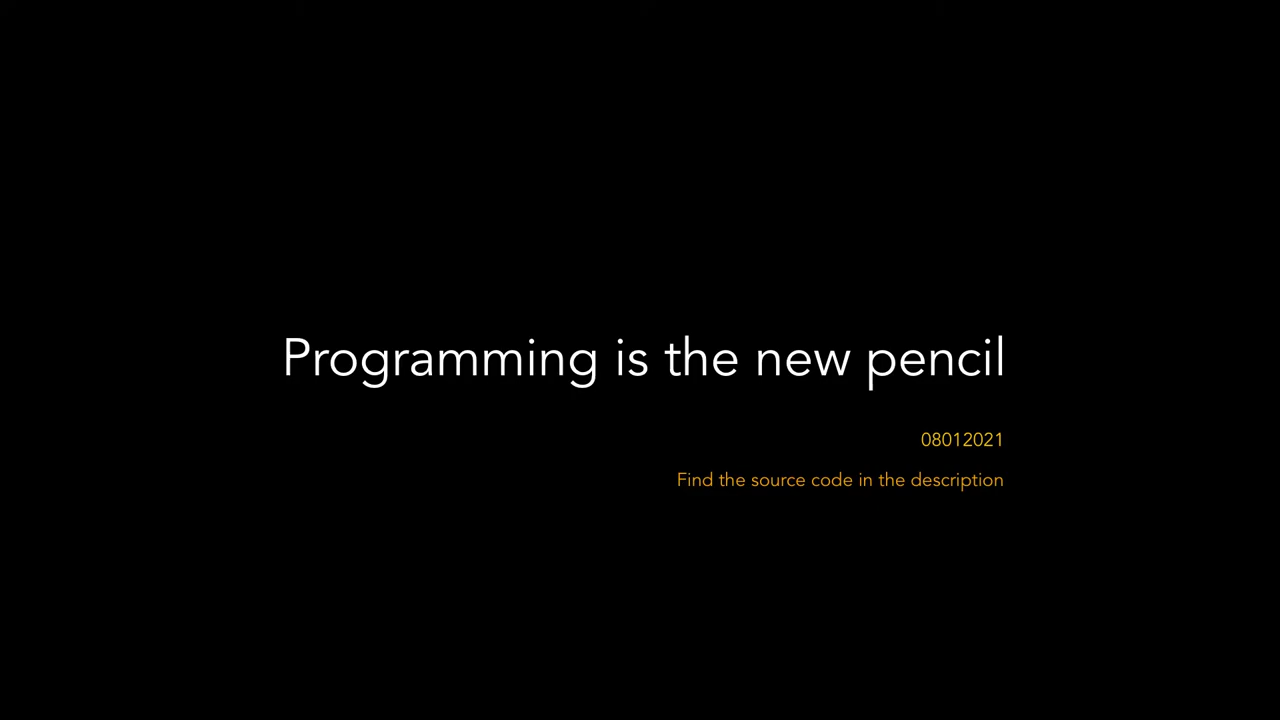 Programming is the new pencil
08012021
Find the source code in the description